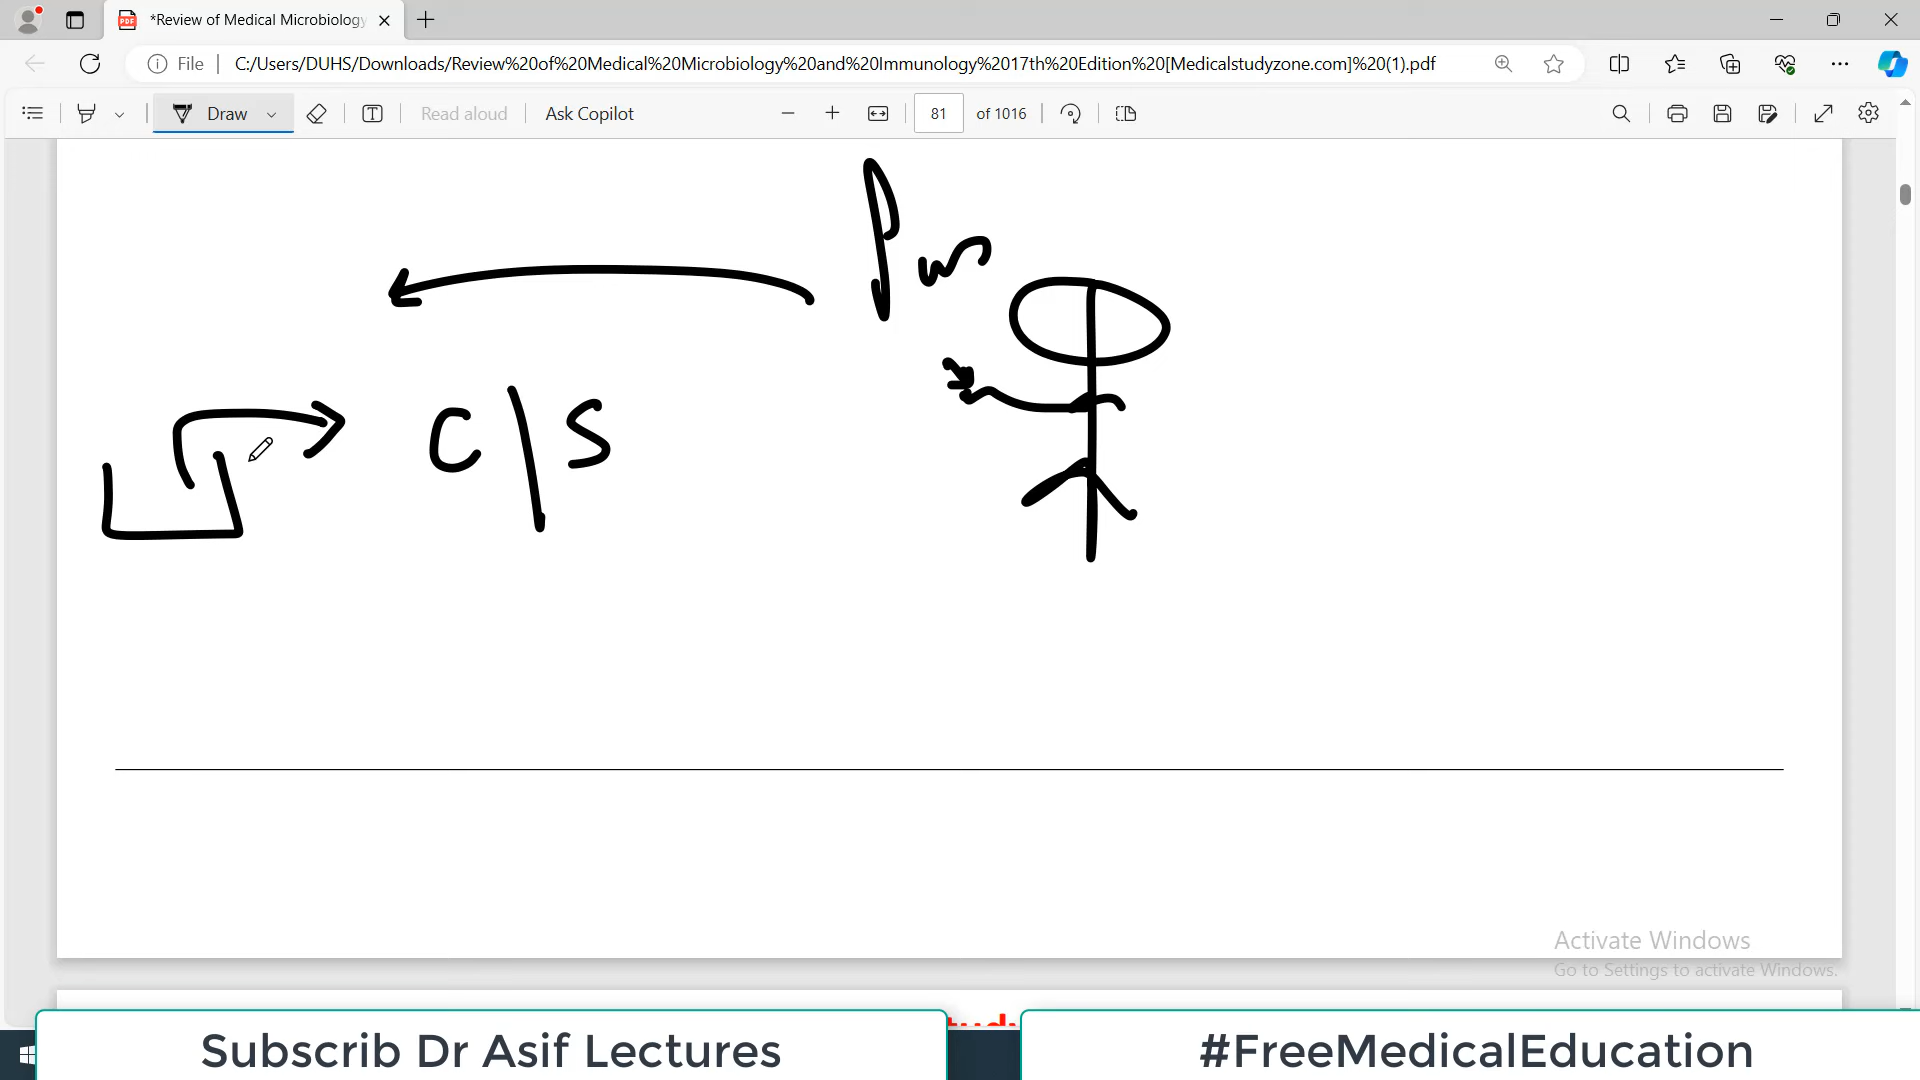 *Review of Medical Microbiology
File
C:/Users/DUHS/Downloads/Review%20of%20Medical%20Microbiology%20and%20Immunology%2017th%20Edition%20[Medicalstudyzone.com]%20(1).pdf
PDF
Draw
T
Read aloud
Ask Copilot
81
of 1016
Pus
C/S
Activate Windows
Go to Settings to activate Windows.
Subscrib Dr Asif Lectures
#FreeMedicalEducation